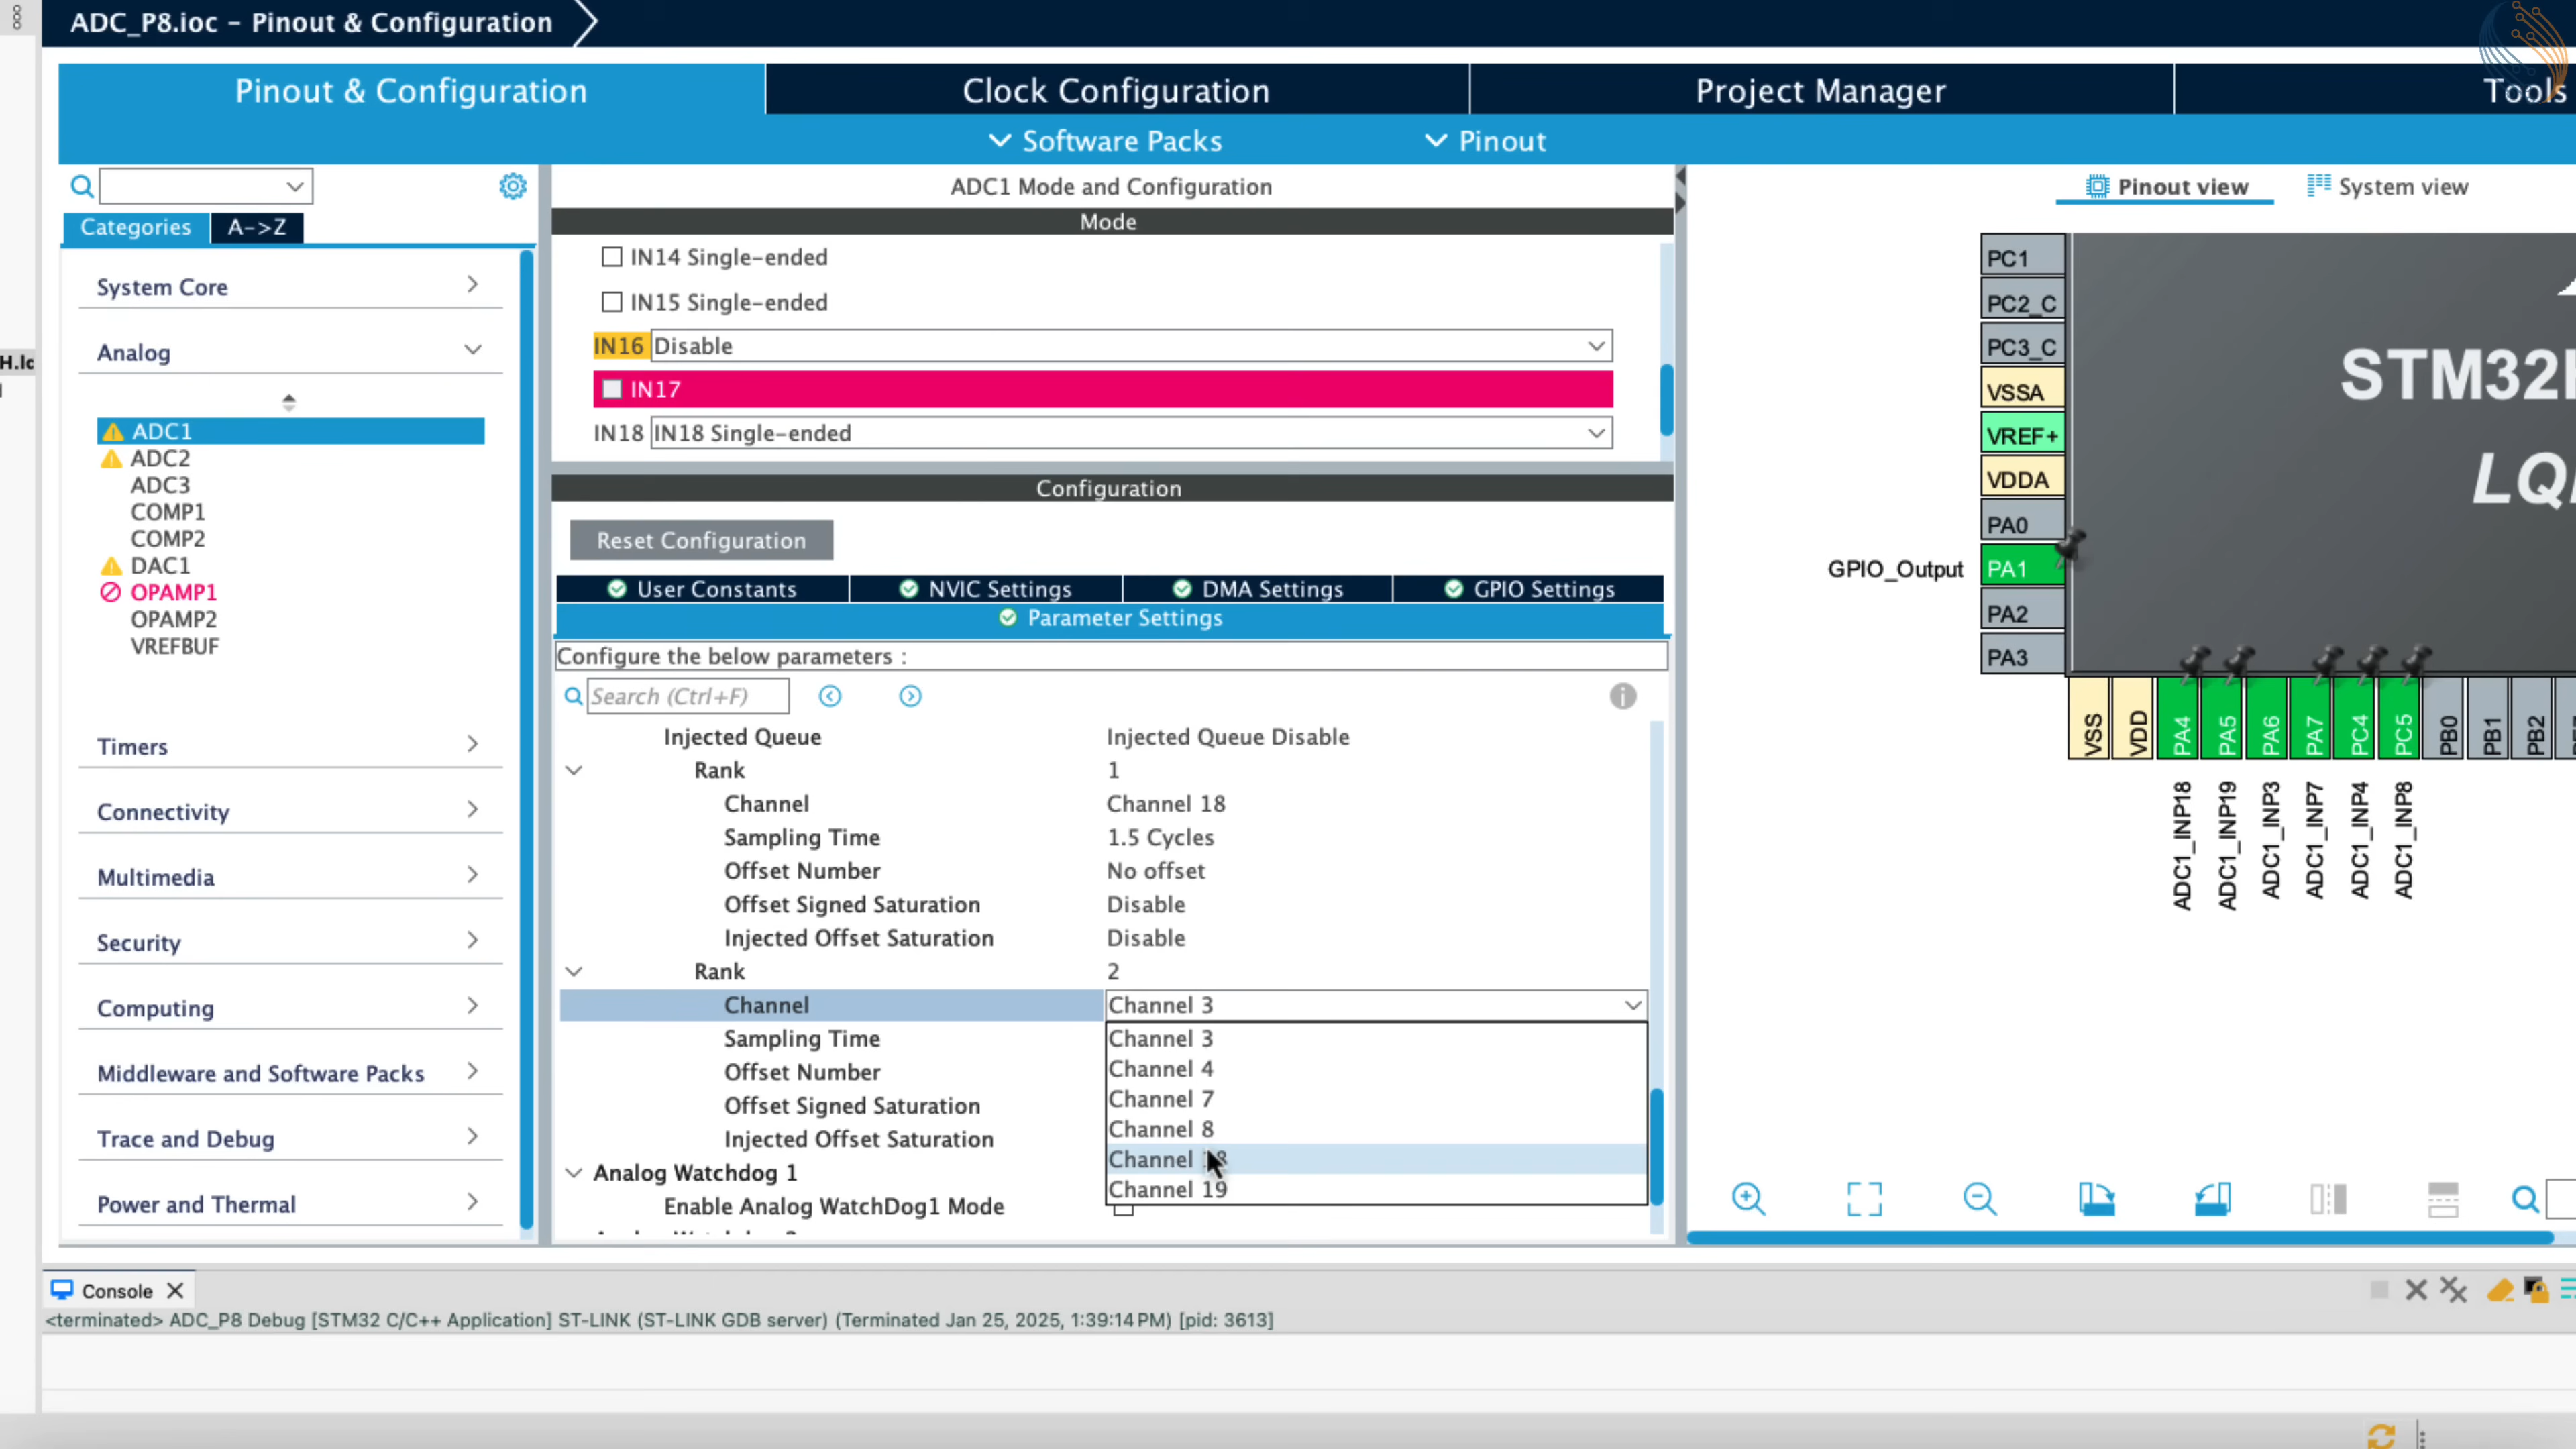 ADC_P8.ioc – Pinout & Configuration
Pinout & Configuration
Clock Configuration
Project Manager
Tools
Software Packs
Pinout
Categories
A->Z
System Core
Analog
ADC1
ADC2
ADC3
COMP1
COMP2
DAC1
OPAMP1
OPAMP2
VREFBUF
Timers
Connectivity
Multimedia
Security
Computing
Middleware and Software Packs
Trace and Debug
Power and Thermal
ADC1 Mode and Configuration
Mode
IN14 Single-ended
IN15 Single-ended
IN16 Disable
IN17
IN18 IN18 Single-ended
Configuration
Reset Configuration
User Constants
NVIC Settings
DMA Settings
GPIO Settings
Parameter Settings
Configure the below parameters :
Search (Ctrl+F)
Injected Queue Injected Queue Disable
Rank 1
Channel Channel 18
Sampling Time 1.5 Cycles
Offset Number No offset
Offset Signed Saturation Disable
Injected Offset Saturation Disable
Rank 2
Channel Channel 3
Sampling Time
Offset Number
Offset Signed Saturation
Injected Offset Saturation
Analog Watchdog 1
Enable Analog WatchDog1 Mode
Channel 3
Channel 4
Channel 7
Channel 8
Channel 18
Channel 19
Pinout view
System view
PC1
PC2_C
PC3_C
VSSA
VREF+
VDDA
PA0
GPIO_Output PA1
PA2
PA3
STM32
LQ
VSS
VDD
PA4
PA5
PA6
PA7
PC4
PC5
PB0
PB1
PB2
ADC1_INP18
ADC1_INP19
ADC1_INP3
ADC1_INP7
ADC1_INP4
ADC1_INP8
Console
<terminated> ADC_P8 Debug [STM32 C/C++ Application] ST-LINK (ST-LINK GDB server) (Terminated Jan 25, 2025, 1:39:14 PM) [pid: 3613]